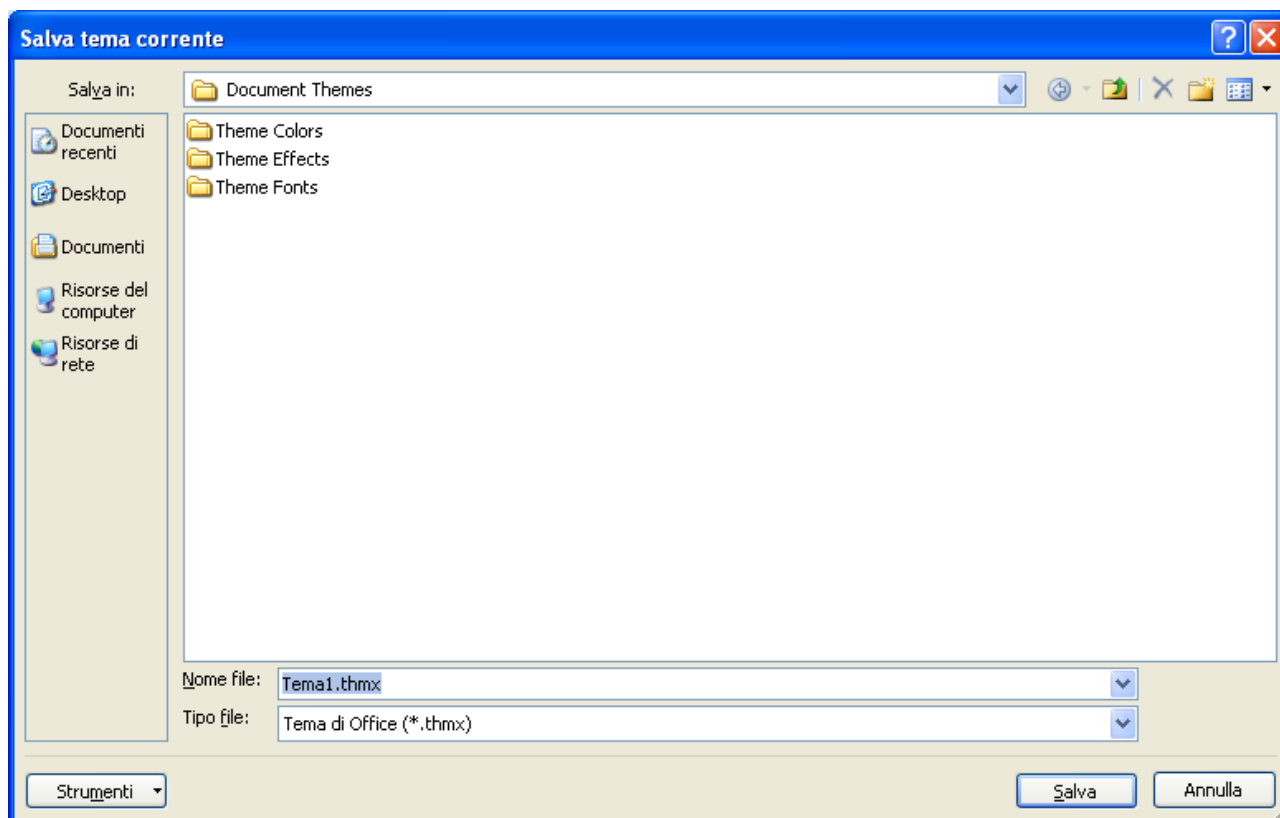 Salva tema corrente
Salva in:
Document Themes
Documenti
recenti
Desktop
Documenti
Risorse del
computer
Risorse di
rete
Theme Colors
Theme Effects
Theme Fonts
Nome file:
Tema1.thmx
Tipo file:
Tema di Office (*.thmx)
Strumenti
Salva
Annulla